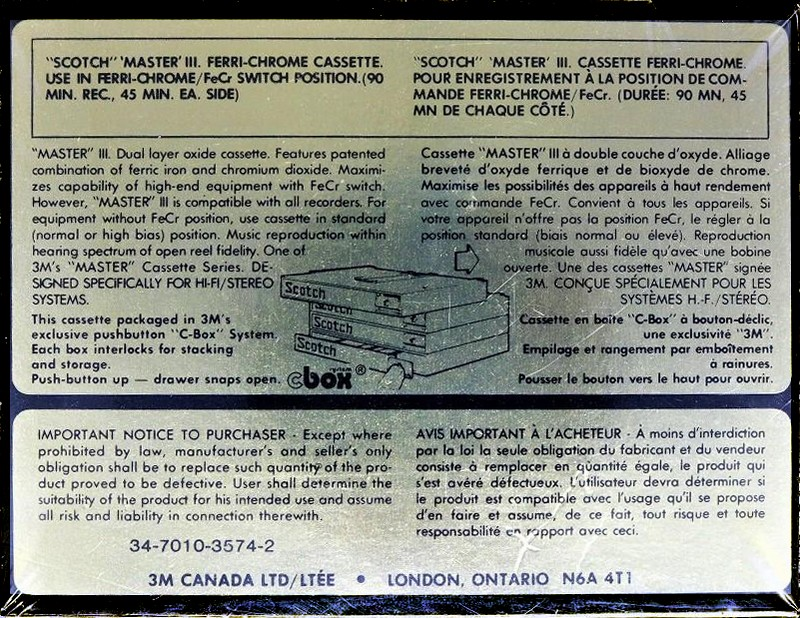 "SCOTCH" 'MASTER' III. FERRI-CHROME CASSETTE.
USE IN FERRI-CHROME/FeCr SWITCH POSITION.(90
MIN. REC., 45 MIN. EA. SIDE)
"SCOTCH" 'MASTER' III. CASSETTE FERRI-CHROME.
POUR ENREGISTREMENT À LA POSITION DE COM-
MANDE FERRI-CHROME/FeCr. (DURÉE: 90 MN, 45
MN DE CHAQUE CÔTÉ.)
"MASTER" III. Dual layer oxide cassette. Features patented
combination of ferric iron and chromium dioxide. Maximi-
zes capability of high-end equipment with FeCr switch.
However, "MASTER" III is compatible with all recorders. For
equipment without FeCr position, use cassette in standard
(normal or high bias) position. Music reproduction within
hearing spectrum of open reel fidelity. One of
3M's "MASTER" Cassette Series. DE-
SIGNED SPECIFICALLY FOR HI-FI/STEREO
SYSTEMS.
This cassette packaged in 3M's
exclusive pushbutton "C-Box" System.
Each box interlocks for stacking
and storage.
Push-button up — drawer snaps open.
Cassette "MASTER" III à double couche d'oxyde. Alliage
breveté d'oxyde ferrique et de bioxyde de chrome.
Maximise les possibilités des appareils à haut rendement
avec commande FeCr. Convient à tous les appareils. Si
votre appareil n'offre pas la position FeCr, le régler à la
position standard (biais normal ou élevé). Reproduction
musicale aussi fidèle qu'avec une bobine
ouverte. Une des cassettes "MASTER" signée
3M. CONÇUE SPÉCIALEMENT POUR LES
SYSTÈMES H.-F./STÉRÉO.
Cassette en boîte "C-Box" à bouton-déclic,
une exclusivité "3M".
Empilage et rangement par emboîtement
à rainures.
Pousser le bouton vers le haut pour ouvrir.
Scotch
Scotch
Scotch
Scotch
system
cbox®
IMPORTANT NOTICE TO PURCHASER - Except where
prohibited by law, manufacturer's and seller's only
obligation shall be to replace such quantity of the pro-
duct proved to be defective. User shall determine the
suitability of the product for his intended use and assume
all risk and liability in connection therewith.
34-7010-3574-2
AVIS IMPORTANT À L'ACHETEUR - À moins d'interdiction
par la loi la seule obligation du fabricant et du vendeur
consiste à remplacer en quantité égale, le produit qui
s'est avéré défectueux. L'utilisateur devra déterminer si
le produit est compatible avec l'usage qu'il se propose
d'en faire et assume, de ce fait, tout risque et toute
responsabilité en rapport avec ceci.
3M CANADA LTD/LTÉE • LONDON, ONTARIO N6A 4T1